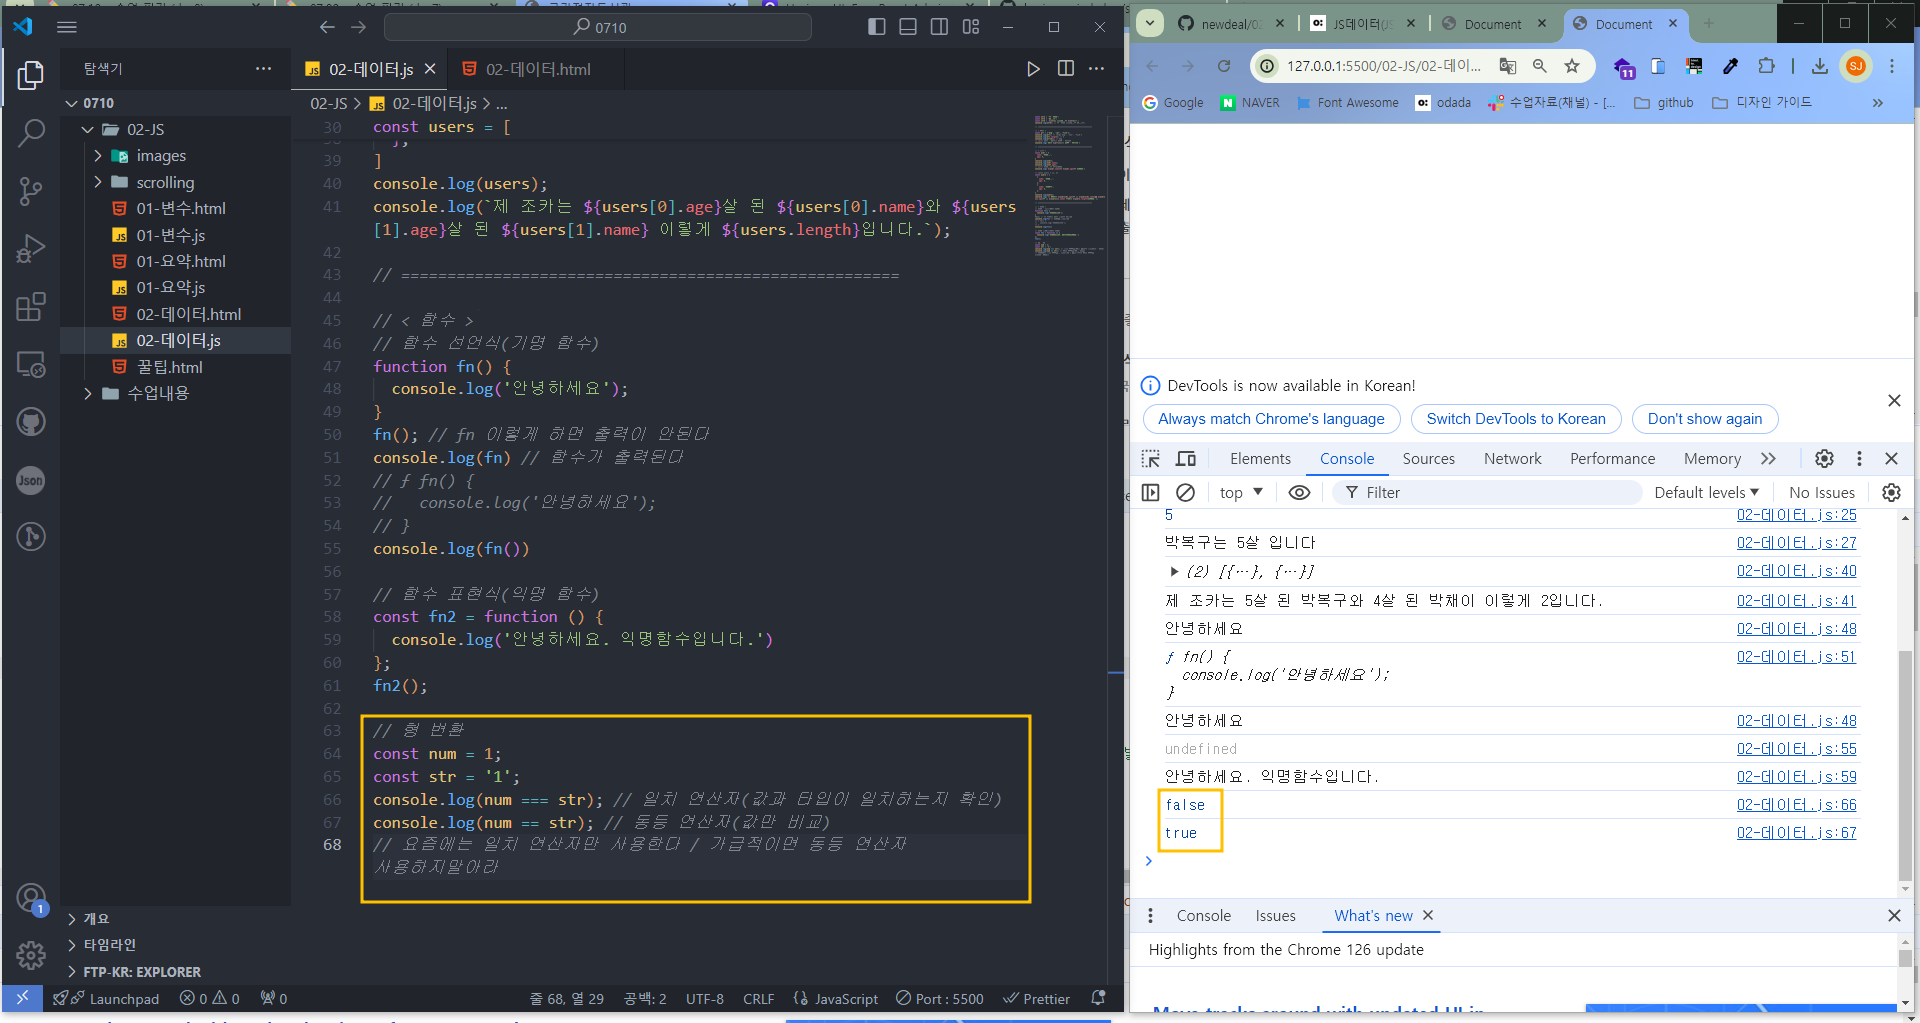 0710
newdeal/02
JS데이터(JS
Document
Document
탐색기
02-데이터.js
02-데이터.html
127.0.0.1:5500/02-JS/02-데이...
11
SJ
Google
NAVER
Font Awesome
odada
수업자료(채널) - [...
github
디자인 가이드
0710
02-JS
images
scrolling
01-변수.html
01-변수.js
01-요약.html
01-요약.js
02-데이터.html
02-데이터.js
꿀팁.html
수업내용
개요
타임라인
FTP-KR: EXPLORER
Json
1
02-JS > 02-데이터.js > ...
30 const users = [
39 ]
40 console.log(users);
41 console.log(`제 조카는 ${users[0].age}살 된 ${users[0].name}와 ${users
[1].age}살 된 ${users[1].name} 이렇게 ${users.length}입니다.`);
42
43 // ======================================================
44
45 // < 함수 >
46 // 함수 선언식(기명 함수)
47 function fn() {
48 console.log('안녕하세요');
49 }
50 fn(); // fn 이렇게 하면 출력이 안된다
51 console.log(fn) // 함수가 출력된다
52 // ƒ fn() {
53 //   console.log('안녕하세요');
54 // }
55 console.log(fn())
56
57 // 함수 표현식(익명 함수)
58 const fn2 = function () {
59 console.log('안녕하세요. 익명함수입니다.')
60 };
61 fn2();
62
63 // 형 변환
64 const num = 1;
65 const str = '1';
66 console.log(num === str); // 일치 연산자(값과 타입이 일치하는지 확인)
67 console.log(num == str); // 동등 연산자(값만 비교)
68 // 요즘에는 일치 연산자만 사용한다 / 가급적이면 동등 연산자
사용하지말아라
Launchpad
0
0
0
줄 68, 열 29
공백: 2
UTF-8
CRLF
JavaScript
Port : 5500
Prettier
DevTools is now available in Korean!
Always match Chrome's language
Switch DevTools to Korean
Don't show again
Elements
Console
Sources
Network
Performance
Memory
top
Filter
Default levels
No Issues
5 02-데이터.js:25
박복구는 5살 입니다 02-데이터.js:27
(2) [{…}, {…}] 02-데이터.js:40
제 조카는 5살 된 박복구와 4살 된 박채이 이렇게 2입니다. 02-데이터.js:41
안녕하세요 02-데이터.js:48
ƒ fn() { 02-데이터.js:51
console.log('안녕하세요');
}
안녕하세요 02-데이터.js:48
undefined 02-데이터.js:55
안녕하세요. 익명함수입니다. 02-데이터.js:59
false 02-데이터.js:66
true 02-데이터.js:67
Console
Issues
What's new
Highlights from the Chrome 126 update